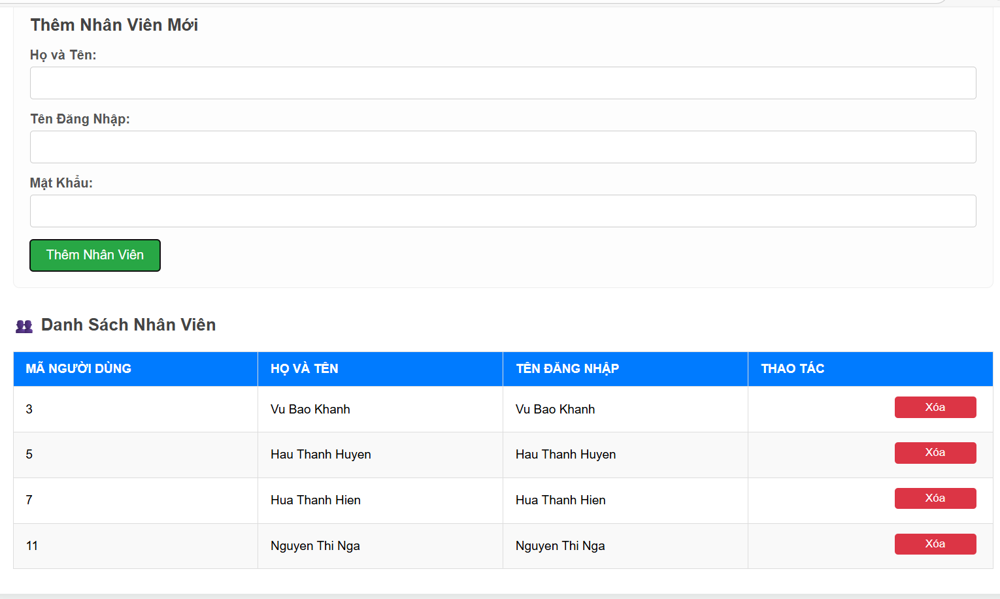 Thêm Nhân Viên Mới
Họ và Tên:
Tên Đăng Nhập:
Mật Khẩu:
Thêm Nhân Viên
Danh Sách Nhân Viên
MÃ NGƯỜI DÙNG HỌ VÀ TÊN TÊN ĐĂNG NHẬP THAO TÁC
3 Vu Bao Khanh Vu Bao Khanh Xóa
5 Hau Thanh Huyen Hau Thanh Huyen Xóa
7 Hua Thanh Hien Hua Thanh Hien Xóa
11 Nguyen Thi Nga Nguyen Thi Nga Xóa